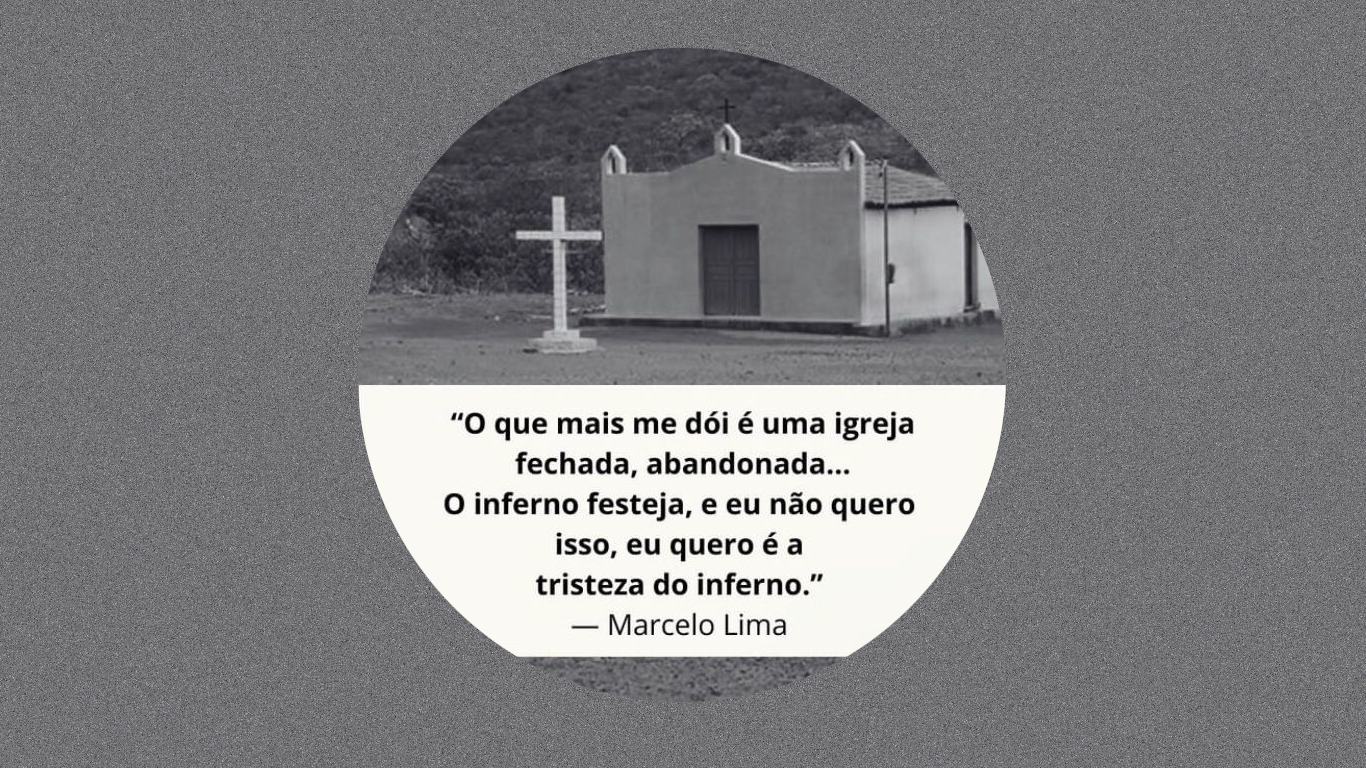 “O que mais me dói é uma igreja
fechada, abandonada...
O inferno festeja, e eu não quero
isso, eu quero é a
tristeza do inferno.”
— Marcelo Lima